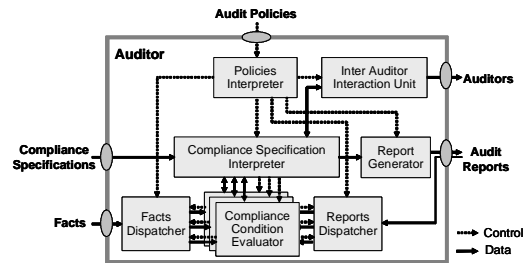 Audit Policies
Auditor
Policies
Interpreter
Inter Auditor
Interaction Unit
Auditors
Compliance
Specifications
Compliance Specification
Interpreter
Report
Generator
Audit
Reports
Facts
Facts
Dispatcher
Compliance
Condition
Evaluator
Reports
Dispatcher
Control
Data